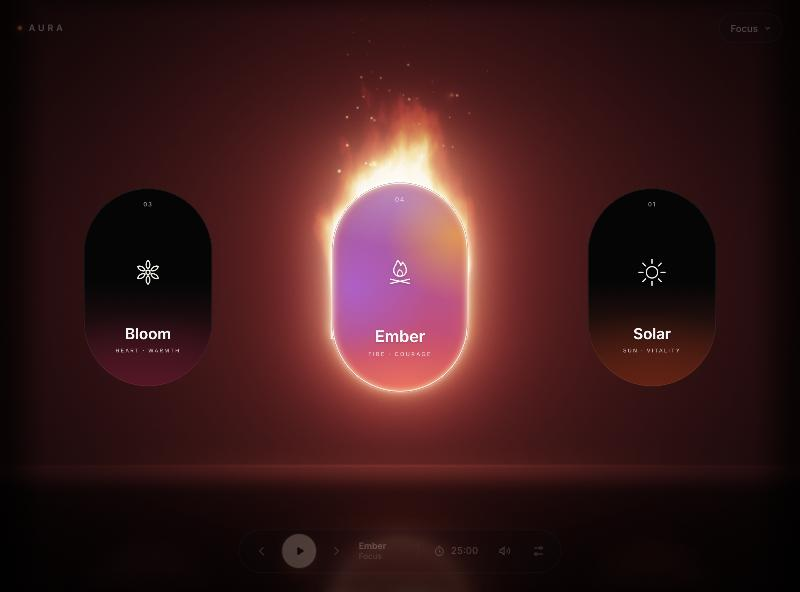 AURA
Focus
03
Bloom
HEART · WARMTH
04
Ember
FIRE · COURAGE
01
Solar
SUN · VITALITY
Ember
Focus
25:00